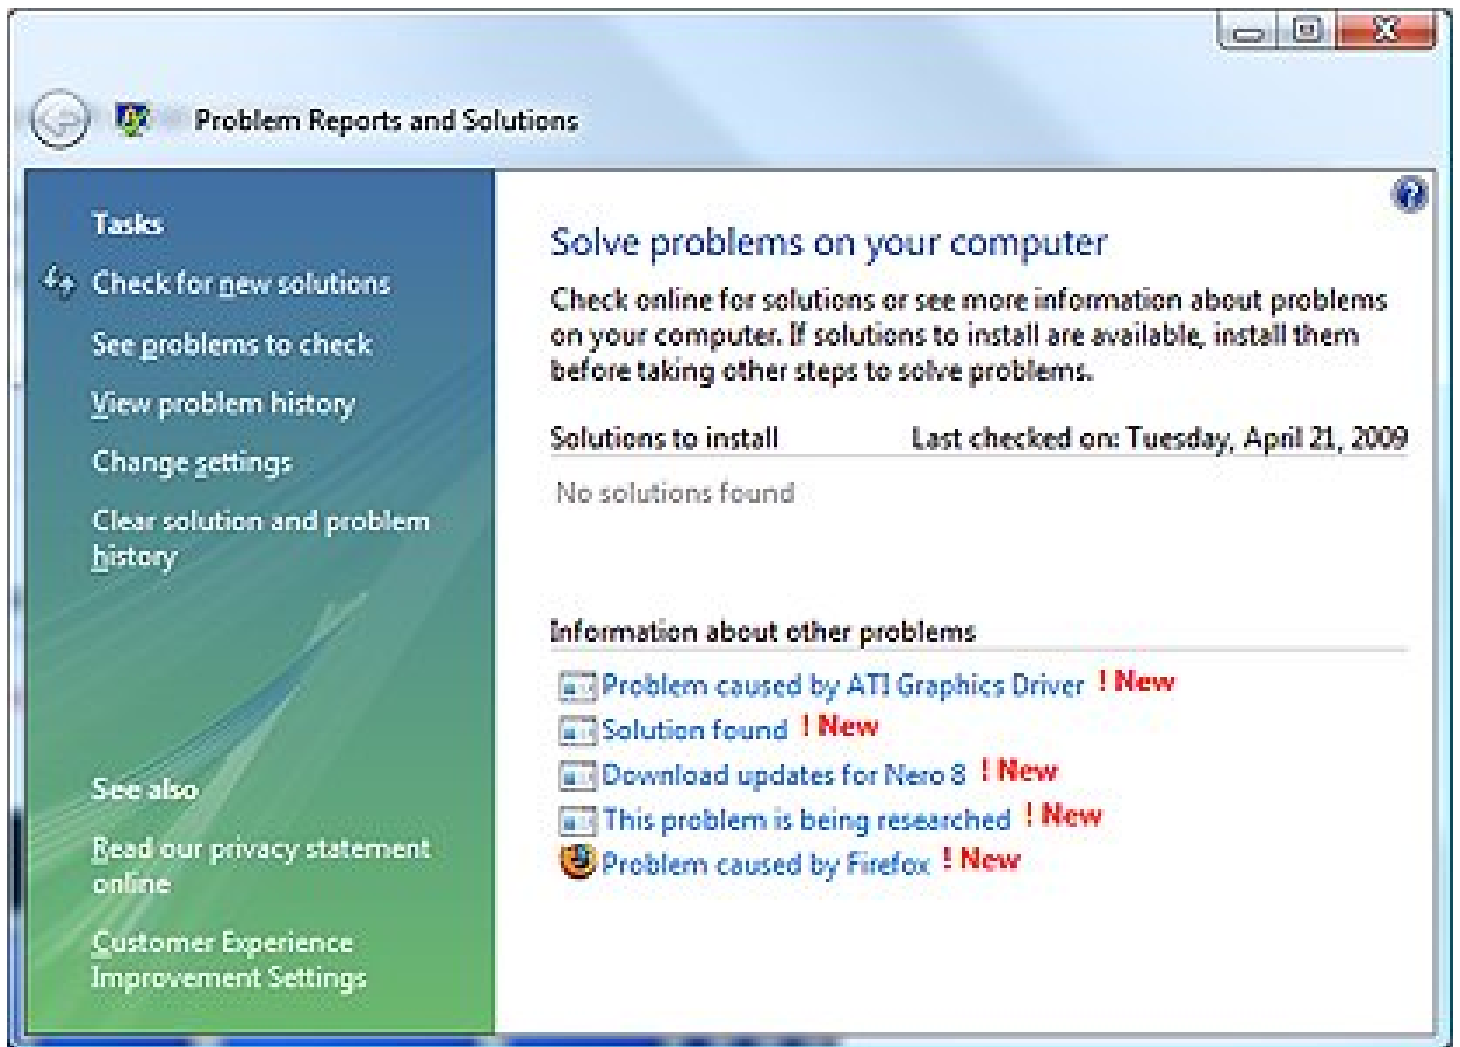 Problem Reports and Solutions
Tasks
Check for new solutions
See problems to check
View problem history
Change settings
Clear solution and problem
history
See also
Read our privacy statement
online
Customer Experience
Improvement Settings
Solve problems on your computer
Check online for solutions or see more information about problems
on your computer. If solutions to install are available, install them
before taking other steps to solve problems.
Solutions to install Last checked on: Tuesday, April 21, 2009
No solutions found
Information about other problems
Problem caused by ATI Graphics Driver ! New
Solution found ! New
Download updates for Nero 8 ! New
This problem is being researched ! New
Problem caused by Firefox ! New